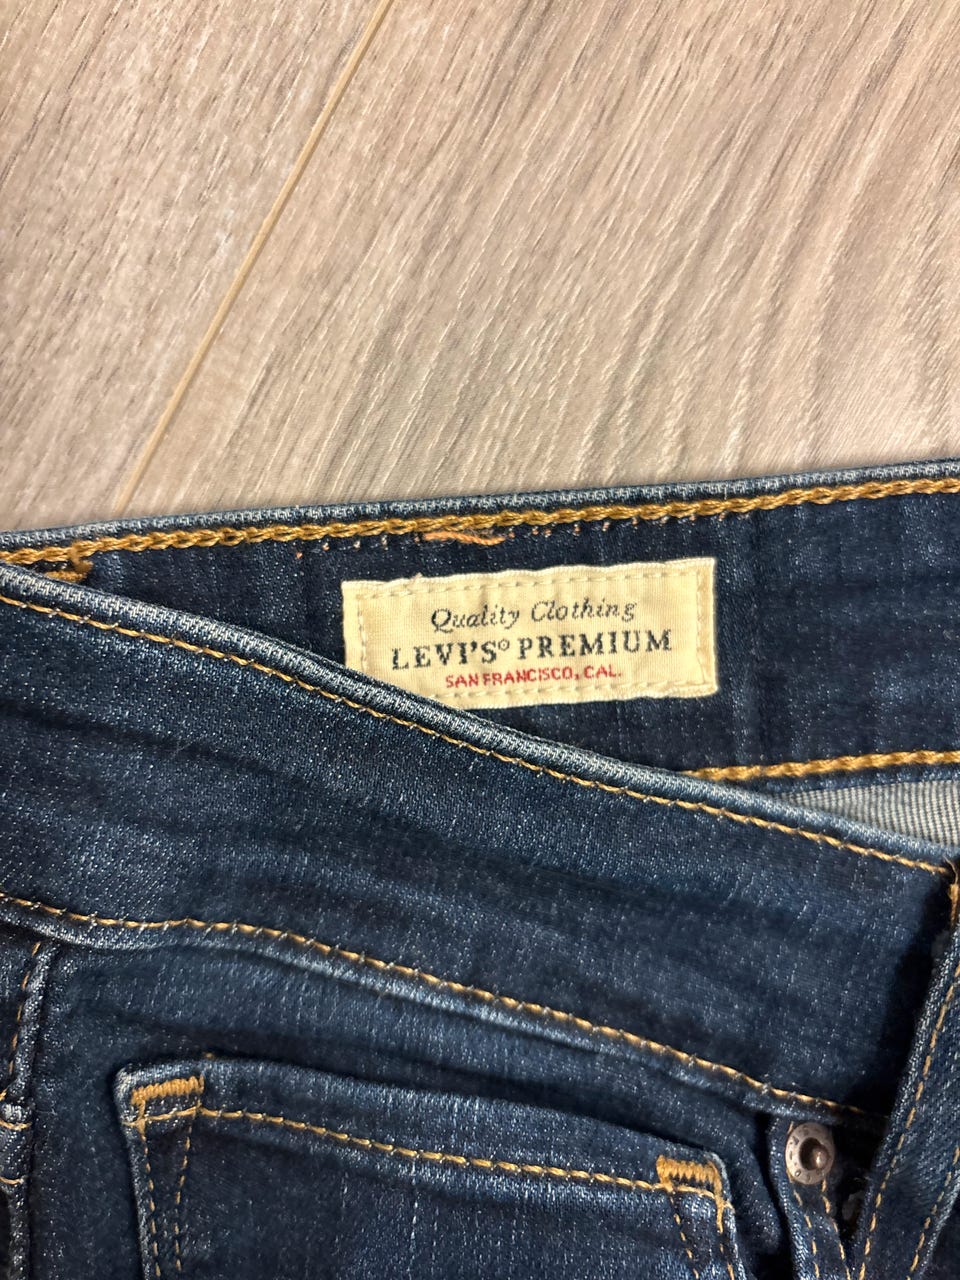 Quality Clothing
LEVI'S® PREMIUM
SAN FRANCISCO, CAL.